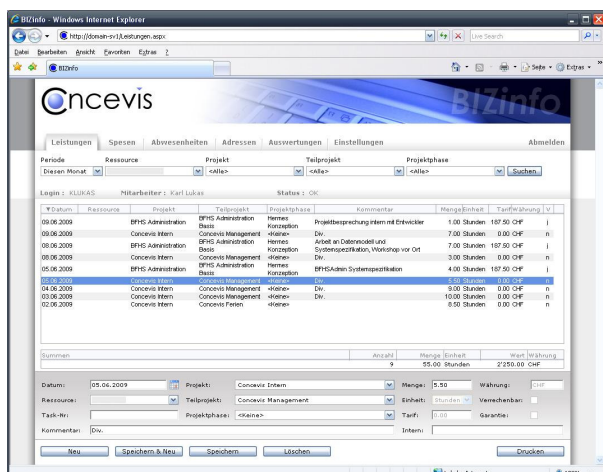 BIZinfo - Windows Internet Explorer
http://domain-sv1/Leistungen.aspx
Live Search
Datei Bearbeiten Ansicht Favoriten Extras ?
BIZinfo
Seite Extras
Oncevis
BIZinfo
Leistungen Spesen Abwesenheiten Adressen Auswertungen Einstellungen Abmelden
Periode Ressource Projekt Teilprojekt Projektphase
Diesen Monat <Alle> <Alle> <Alle> Suchen
Login : KLUKAS Mitarbeiter : Karl Lukas Status : OK
Datum Ressource Projekt Teilprojekt Projektphase Kommentar Menge Einheit Tarif Währung V
09.06.2009 BFHS Administration BFHS Administration Basis Hermes Konzeption Projektbesprechung intern mit Entwickler 1.00 Stunden 187.50 CHF j
09.06.2009 Concevis Intern Concevis Management <Keine> Div. 7.00 Stunden 0.00 CHF n
08.06.2009 BFHS Administration BFHS Administration Basis Hermes Konzeption Arbeit an Datenmodell und Systemspezifikation, Workshop vor Ort 7.00 Stunden 187.50 CHF j
08.06.2009 Concevis Intern Concevis Management <Keine> Div. 3.00 Stunden 0.00 CHF n
05.06.2009 BFHS Administration BFHS Administration Basis Hermes Konzeption BFHSAdmin Systemspezifikation 4.00 Stunden 187.50 CHF j
05.06.2009 Concevis Intern Concevis Management <Keine> Div. 5.50 Stunden 0.00 CHF n
04.06.2009 Concevis Intern Concevis Management <Keine> Div. 9.00 Stunden 0.00 CHF n
03.06.2009 Concevis Intern Concevis Management <Keine> Div. 10.00 Stunden 0.00 CHF n
02.06.2009 Concevis Intern Concevis Ferien <Keine> 8.50 Stunden 0.00 CHF n
Summen Anzahl Menge Einheit Wert Währung
9 55.00 Stunden 2'250.00 CHF
Datum: 05.06.2009 Projekt: Concevis Intern Menge: 5.50 Währung: CHF
Ressource: Teilprojekt: Concevis Management Einheit: Stunden Verrechenbar:
Task-Nr: Projektphase: <Keine> Tarif: 0.00 Garantie:
Kommentar: Div. Intern:
Neu Speichern & Neu Speichern Löschen Drucken